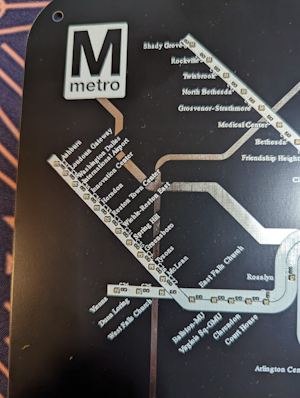 M
metro
Shady Grove
Rockville
Twinbrook
North Bethesda
Grosvenor-Strathmore
Medical Center
Bethesda
Friendship Heights
Ashburn
Loudoun Gateway
Washington Dulles
International Airport
Innovation Center
Herndon
Reston Town Center
Wiehle-Reston East
Spring Hill
Greensboro
Tysons
McLean
East Falls Church
Rosslyn
Vienna
Dunn Loring
West Falls Church
Ballston-MU
Virginia Sq-GMU
Clarendon
Court House
Arlington Cem